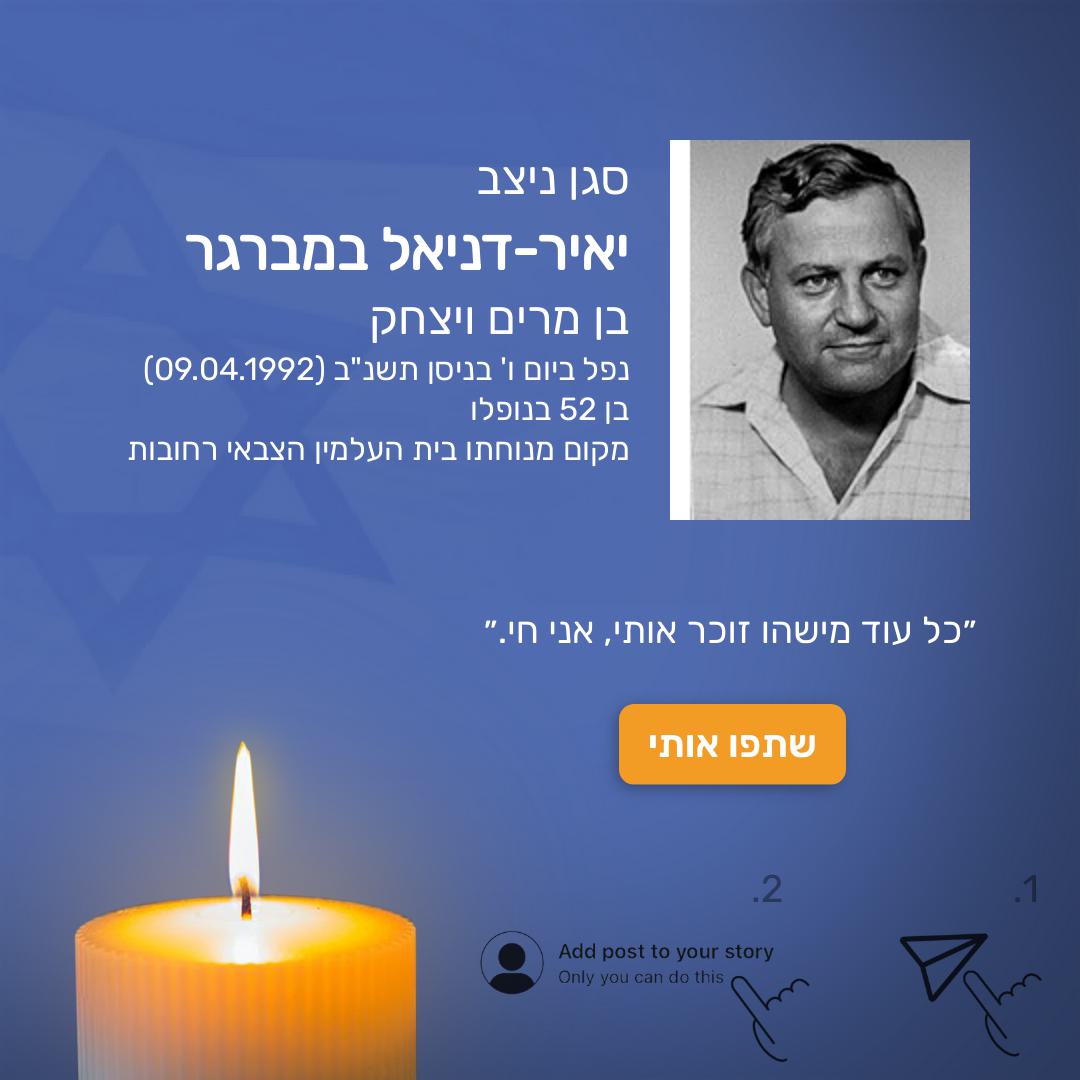 סגן ניצב
יאיר-דניאל במברגר
בן מרים ויצחק
נפל ביום ו' בניסן תשנ"ב (09.04.1992)
בן 52 בנופלו
מקום מנוחתו בית העלמין הצבאי רחובות
״כל עוד מישהו זוכר אותי, אני חי.״
שתפו אותי
1.
2.
Add post to your story
Only you can do this